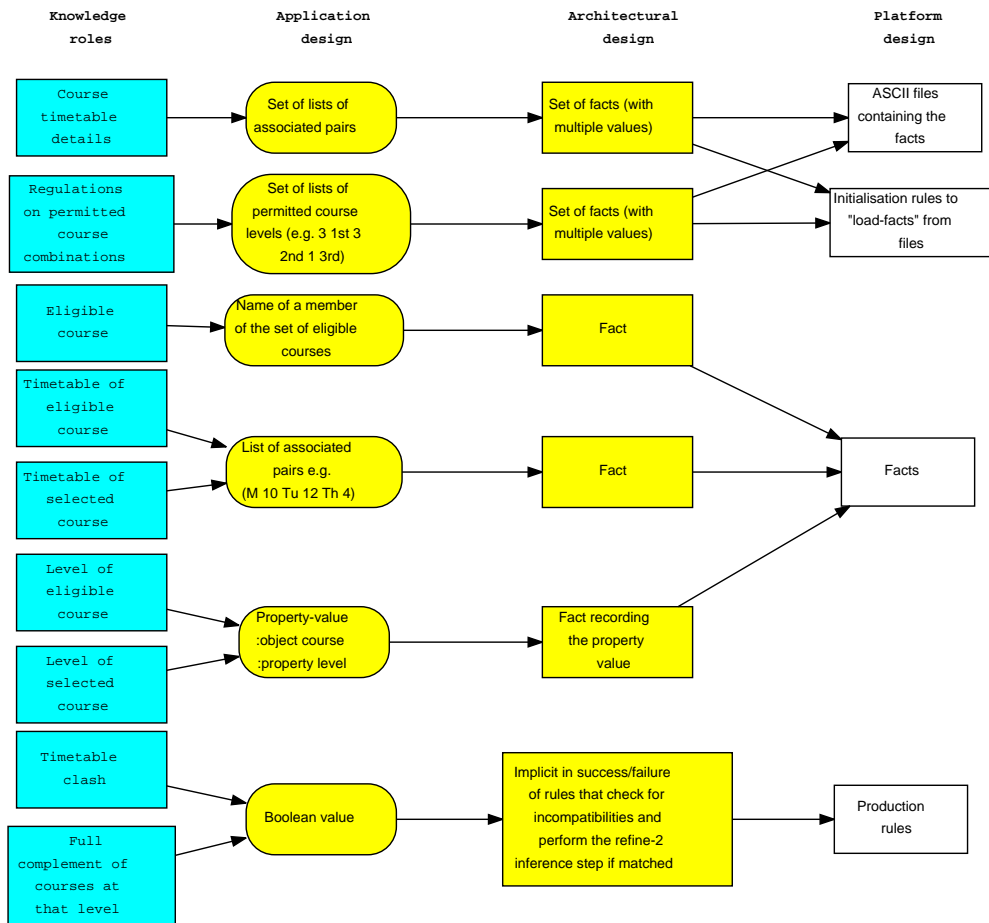 Knowledge
roles
Application
design
Architectural
design
Platform
design
Course
timetable
details
Set of lists of
associated pairs
Set of facts (with
multiple values)
ASCII files
containing the
facts
Regulations
on permitted
course
combinations
Set of lists of
permitted course
levels (e.g. 3 1st 3
2nd 1 3rd)
Set of facts (with
multiple values)
Initialisation rules to
"load-facts" from
files
Eligible
course
Name of a member
of the set of eligible
courses
Fact
Timetable of
eligible
course
Timetable of
selected
course
List of associated
pairs e.g.
(M 10 Tu 12 Th 4)
Fact
Facts
Level of
eligible
course
Level of
selected
course
Property-value
:object course
:property level
Fact recording
the property
value
Timetable
clash
Full
complement of
courses at
that level
Boolean value
Implicit in success/failure
of rules that check for
incompatibilities and
perform the refine-2
inference step if matched
Production
rules